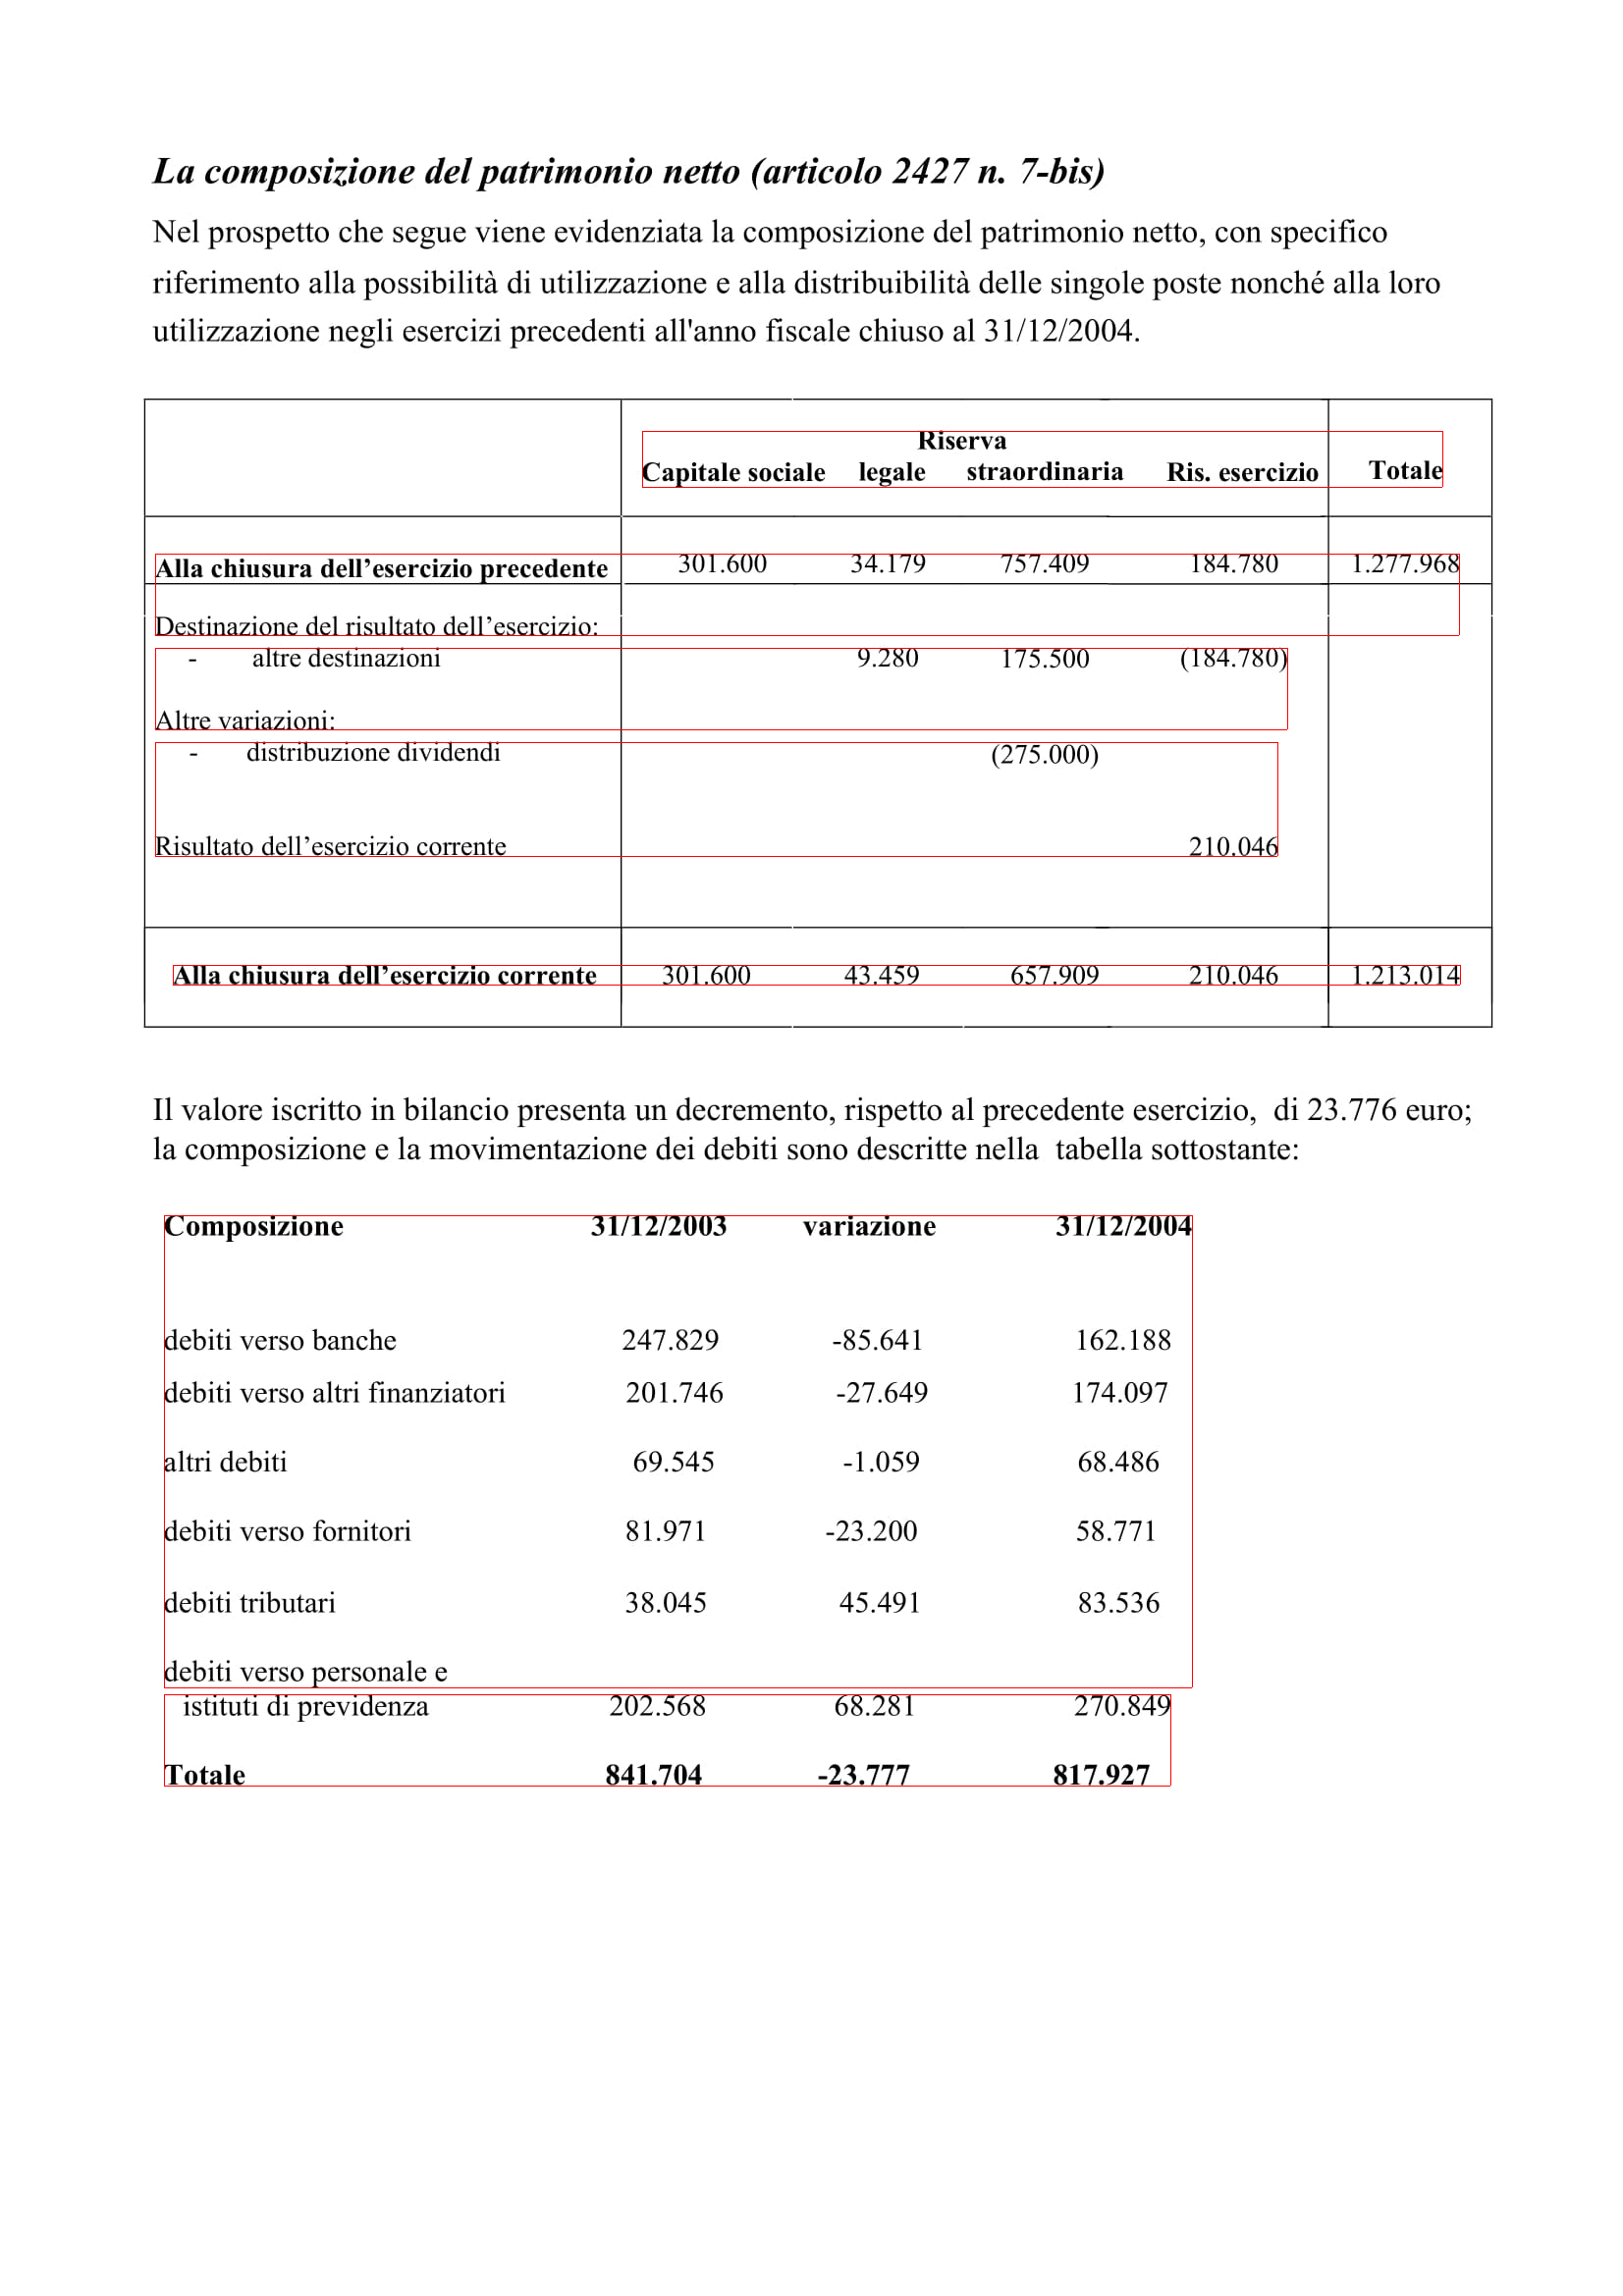 La composizione del patrimonio netto (articolo 2427 n. 7-bis)
Nel prospetto che segue viene evidenziata la composizione del patrimonio netto, con specifico
riferimento alla possibilità di utilizzazione e alla distribuibilità delle singole poste nonché alla loro
utilizzazione negli esercizi precedenti all'anno fiscale chiuso al 31/12/2004.
Riserva
Capitale sociale legale straordinaria Ris. esercizio Totale
Alla chiusura dell’esercizio precedente 301.600 34.179 757.409 184.780 1.277.968
Destinazione del risultato dell’esercizio:
- altre destinazioni 9.280 175.500 (184.780)
Altre variazioni:
- distribuzione dividendi (275.000)
Risultato dell’esercizio corrente 210.046
Alla chiusura dell’esercizio corrente 301.600 43.459 657.909 210.046 1.213.014
Il valore iscritto in bilancio presenta un decremento, rispetto al precedente esercizio, di 23.776 euro;
la composizione e la movimentazione dei debiti sono descritte nella tabella sottostante:
Composizione 31/12/2003 variazione 31/12/2004
debiti verso banche 247.829 -85.641 162.188
debiti verso altri finanziatori 201.746 -27.649 174.097
altri debiti 69.545 -1.059 68.486
debiti verso fornitori 81.971 -23.200 58.771
debiti tributari 38.045 45.491 83.536
debiti verso personale e
istituti di previdenza 202.568 68.281 270.849
Totale 841.704 -23.777 817.927